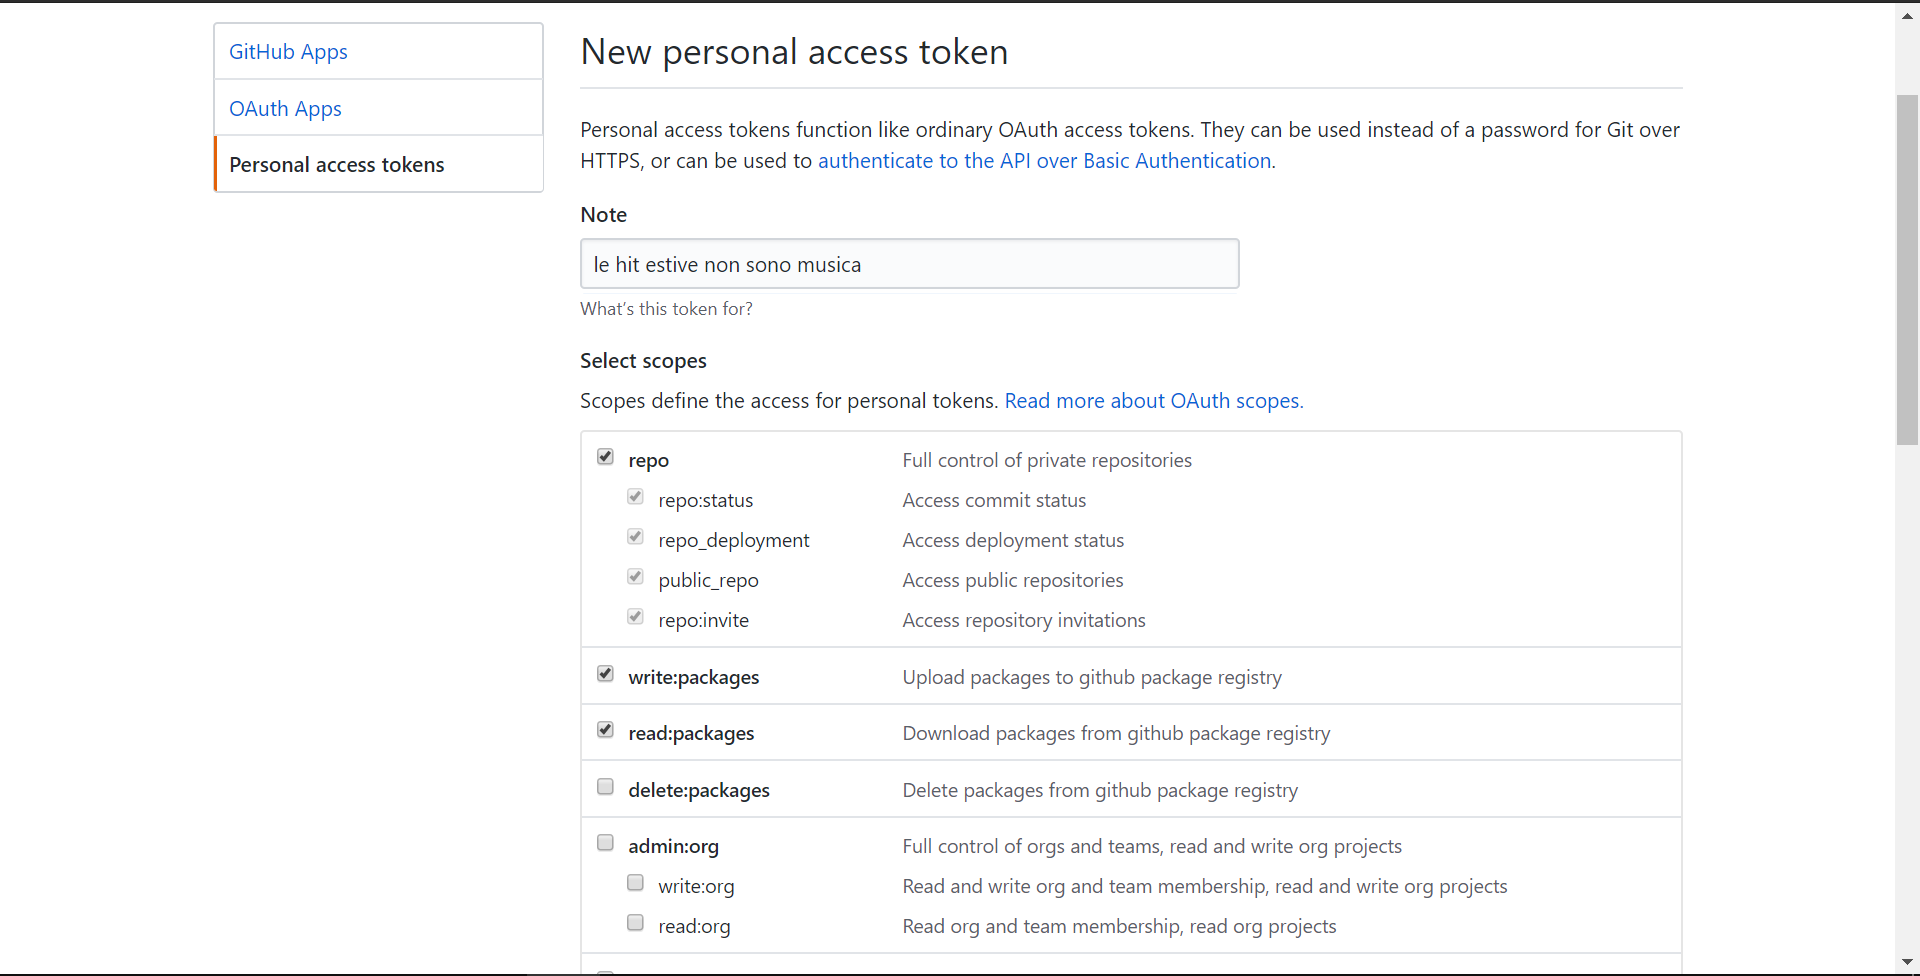 GitHub Apps
OAuth Apps
Personal access tokens
New personal access token
Personal access tokens function like ordinary OAuth access tokens. They can be used instead of a password for Git over
HTTPS, or can be used to authenticate to the API over Basic Authentication.
Note
le hit estive non sono musica
What's this token for?
Select scopes
Scopes define the access for personal tokens. Read more about OAuth scopes.
repo Full control of private repositories
repo:status Access commit status
repo_deployment Access deployment status
public_repo Access public repositories
repo:invite Access repository invitations
write:packages Upload packages to github package registry
read:packages Download packages from github package registry
delete:packages Delete packages from github package registry
admin:org Full control of orgs and teams, read and write org projects
write:org Read and write org and team membership, read and write org projects
read:org Read org and team membership, read org projects